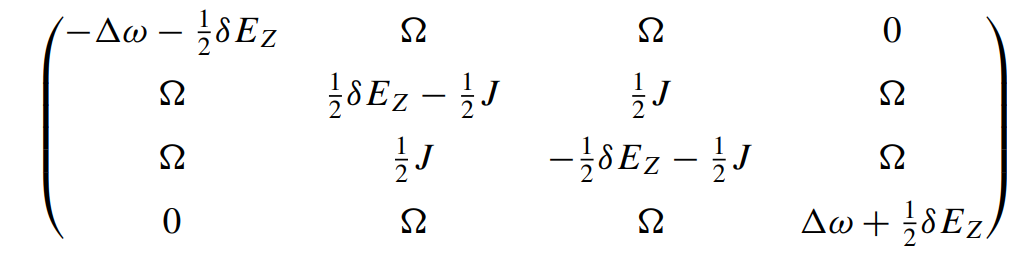 −Δω − ½δE_Z Ω Ω 0
Ω ½δE_Z − ½J ½J Ω
Ω ½J −½δE_Z − ½J Ω
0 Ω Ω Δω + ½δE_Z